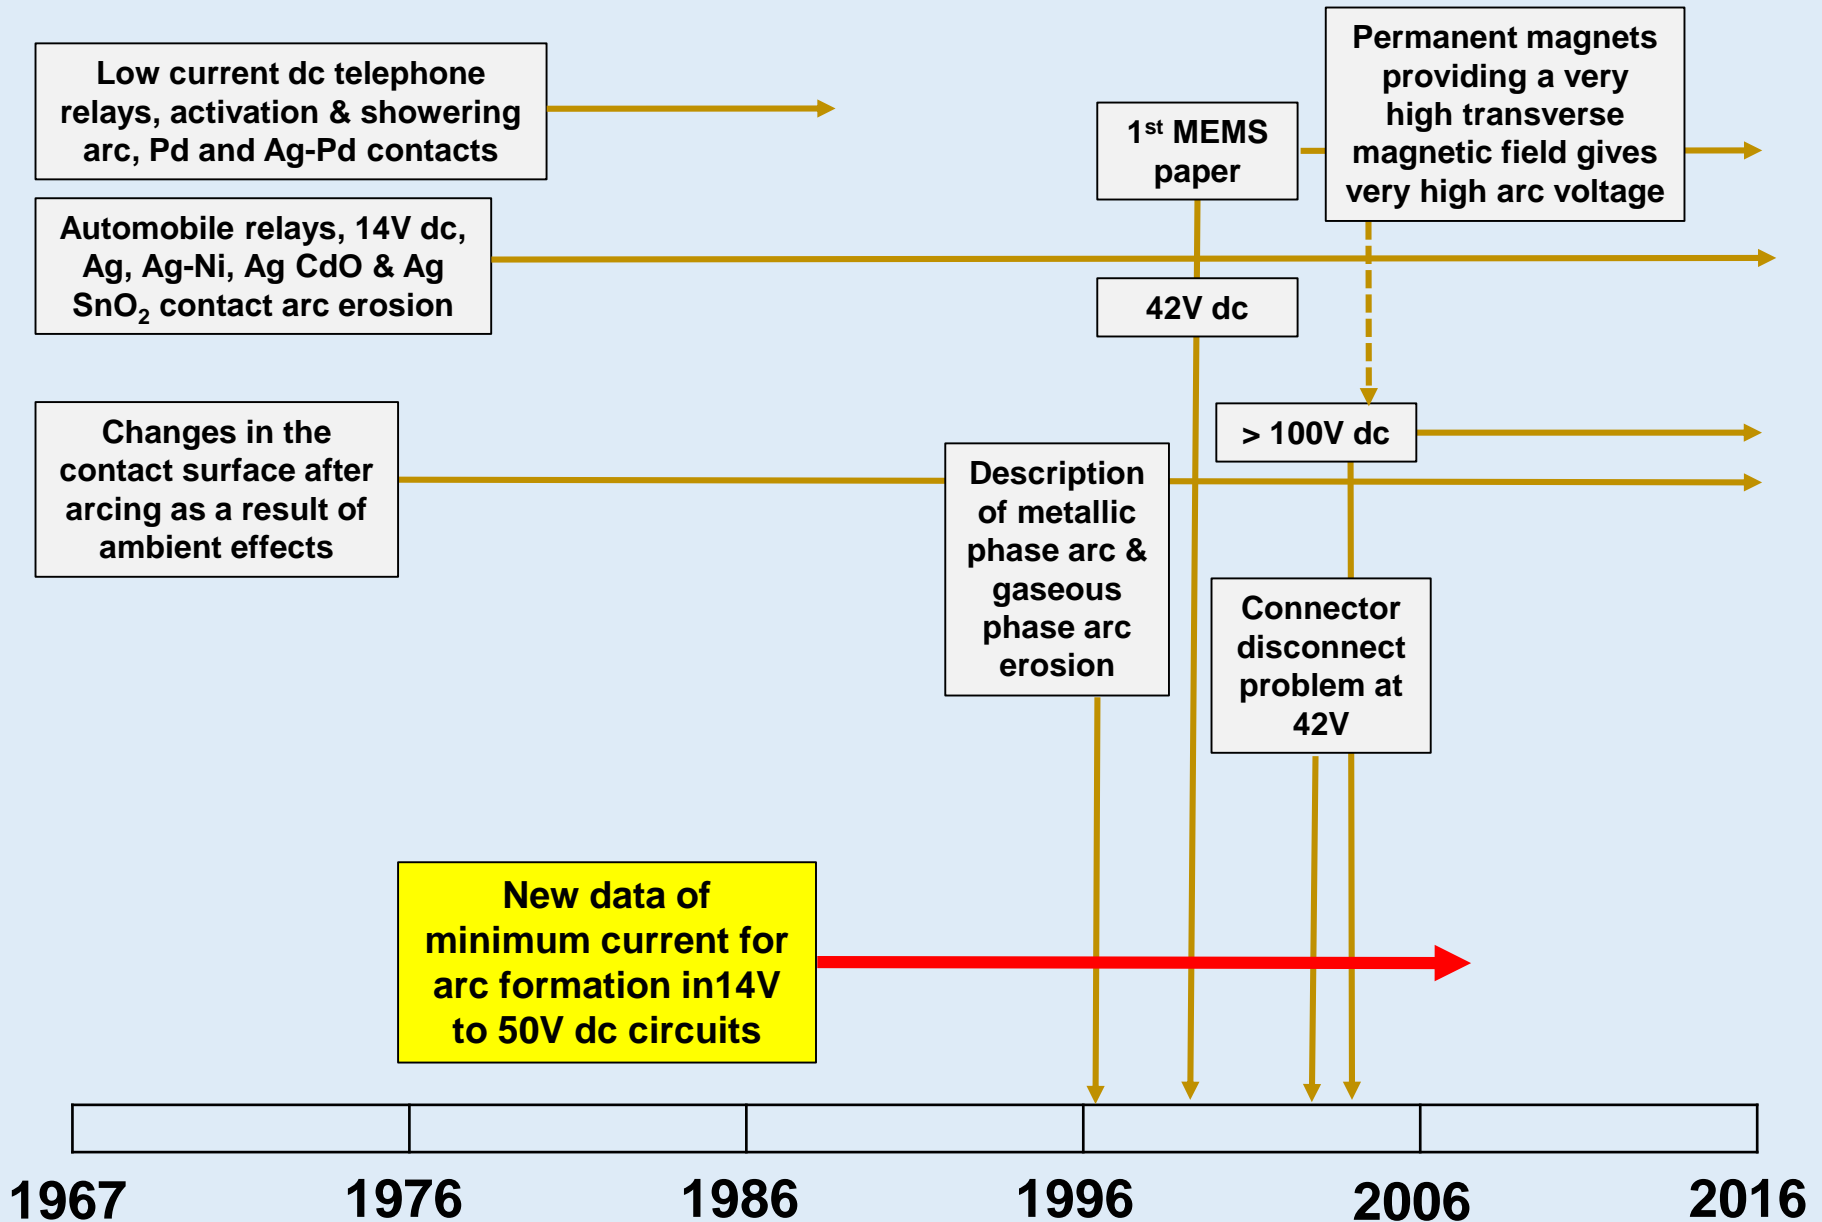 Low current dc telephone
relays, activation & showering
arc, Pd and Ag-Pd contacts
1st MEMS
paper
Permanent magnets
providing a very
high transverse
magnetic field gives
very high arc voltage
Automobile relays, 14V dc,
Ag, Ag-Ni, Ag CdO & Ag
SnO₂ contact arc erosion
42V dc
Changes in the
contact surface after
arcing as a result of
ambient effects
> 100V dc
Description
of metallic
phase arc &
gaseous
phase arc
erosion
Connector
disconnect
problem at
42V
New data of
minimum current for
arc formation in14V
to 50V dc circuits
1967
1976
1986
1996
2006
2016